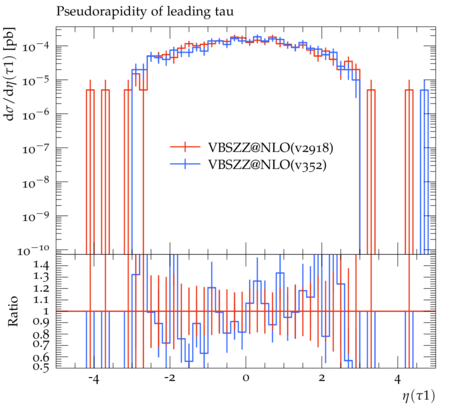 Pseudorapidity of leading tau
dσ/dη(τ1) [pb]
10⁻⁴
10⁻⁵
10⁻⁶
10⁻⁷
10⁻⁸
10⁻⁹
10⁻¹⁰
VBSZZ@NLO(v2918)
VBSZZ@NLO(v352)
Ratio
1.4
1.3
1.2
1.1
1
0.9
0.8
0.7
0.6
0.5
-4 -2 0 2 4
η(τ1)